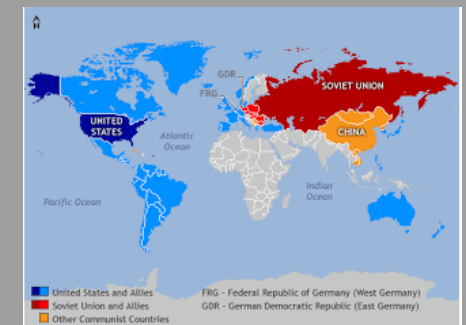 N
GDR
FRG
SOVIET UNION
UNITED
STATES
CHINA
Atlantic
Ocean
Indian
Ocean
Pacific Ocean
United States and Allies
FRG - Federal Republic of Germany (West Germany)
Soviet Union and Allies
GDR - German Democratic Republic (East Germany)
Other Communist Countries